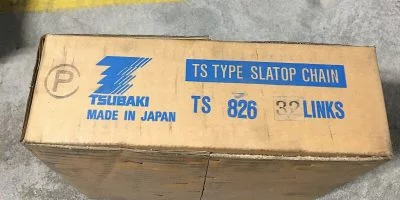 P
TSUBAKI
MADE IN JAPAN
TS TYPE SLATOP CHAIN
TS 826 32 LINKS